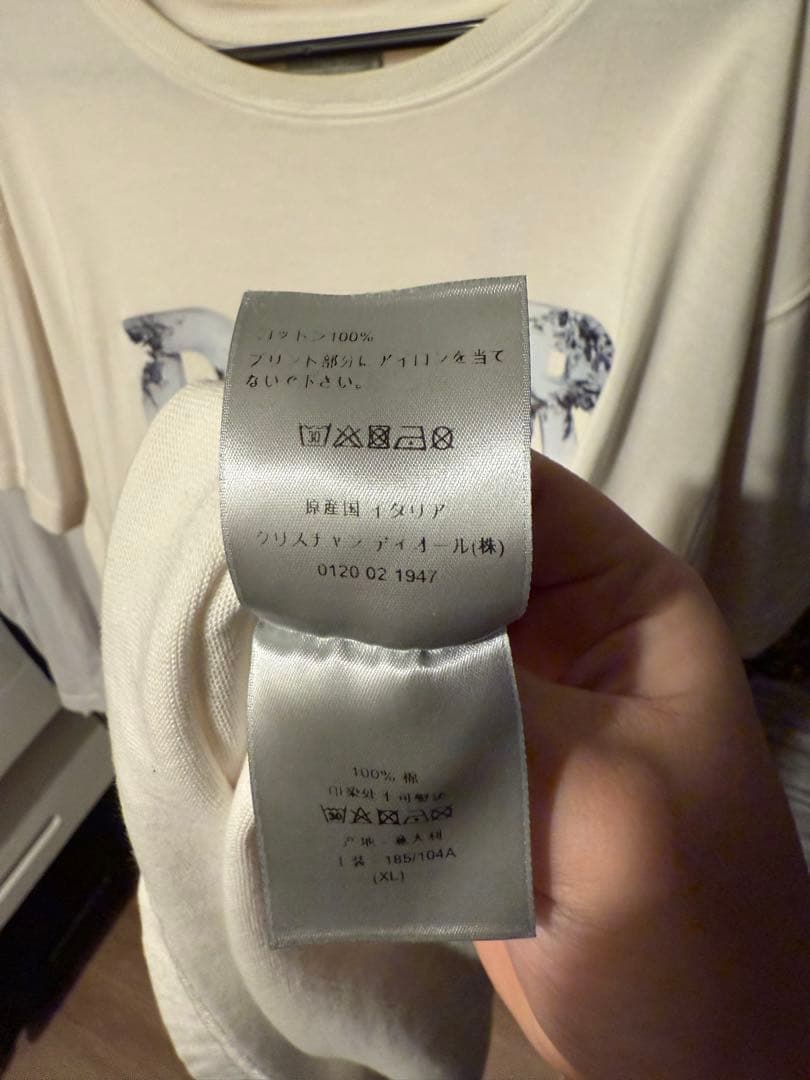 コットン100%
プリント部分に アイロンを当て
ないで下さい。
原産国 イタリア
クリスチャン ディオール(株)
0120 02 1947
100% 棉
印染处不可熨烫
产地：意大利
上装：185/104A
(XL)